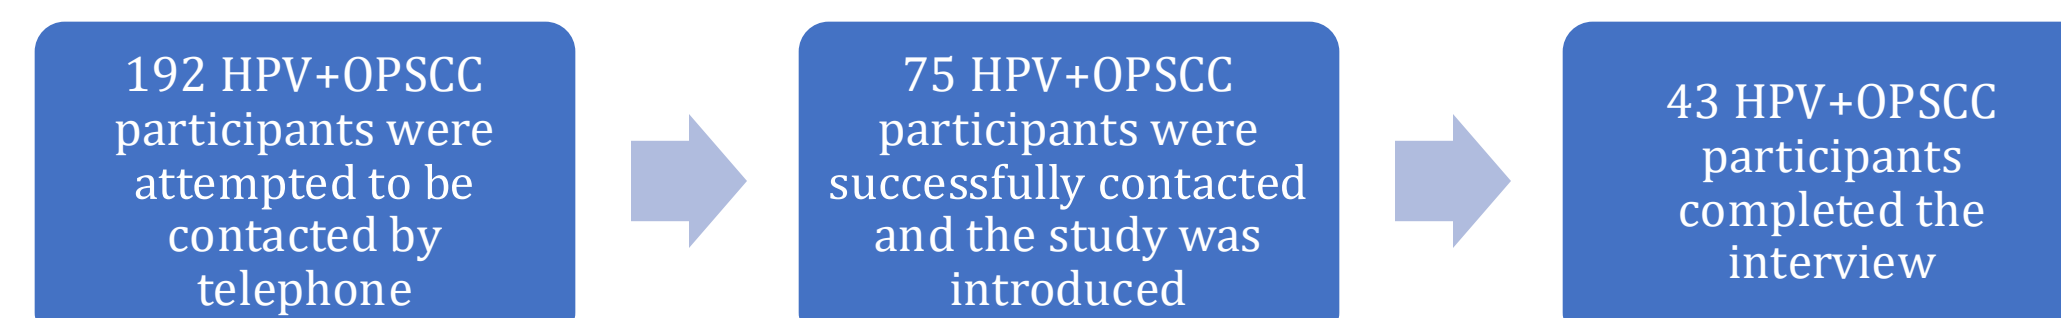 192 HPV+OPSCC
participants were
attempted to be
contacted by
telephone
75 HPV+OPSCC
participants were
successfully contacted
and the study was
introduced
43 HPV+OPSCC
participants
completed the
interview